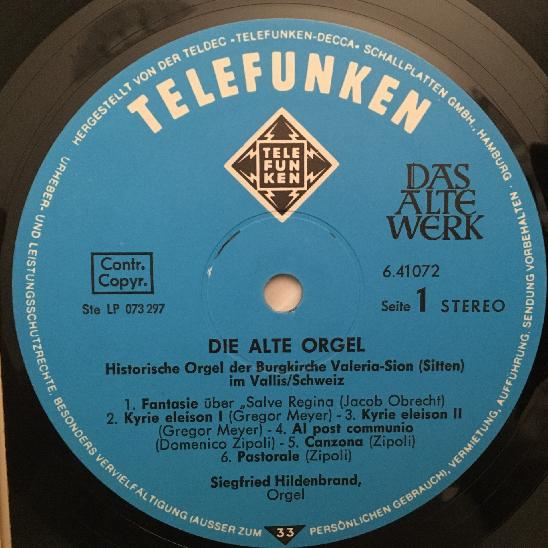 HERGESTELLT VON DER TELDEC »TELEFUNKEN-DECCA« SCHALLPLATTEN GMBH., HAMBURG · SENDUNG VORBEHALTEN
TELEFUNKEN
TELE
FUN
KEN
DAS
ALTE
WERK
Contr.
Copyr.
6.41072
Ste LP 073297
Seite 1 STEREO
DIE ALTE ORGEL
Historische Orgel der Burgkirche Valeria-Sion (Sitten)
im Vallis/Schweiz
1. Fantasie über „Salve Regina (Jacob Obrecht)
2. Kyrie eleison I (Gregor Meyer) - 3. Kyrie eleison II
(Gregor Meyer) - 4. Al post communio
(Domenico Zipoli) - 5. Canzona (Zipoli)
6. Pastorale (Zipoli)
Siegfried Hildenbrand,
Orgel
33
URHEBER- UND LEISTUNGSSCHUTZRECHTE, BESONDERS VERVIELFÄLTIGUNG (AUSSER ZUM PERSÖNLICHEN GEBRAUCH), VERMIETUNG, AUFFÜHRUNG,